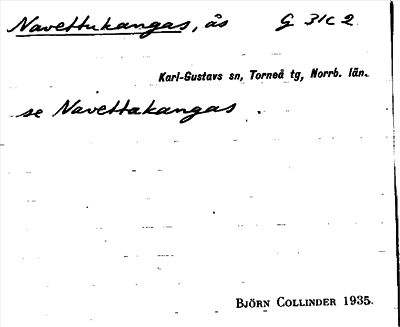 Navettukangas, ås G 31c 2
Karl-Gustavs sn, Torneå tg, Norrb. län.
se Navettakangas.
BJÖRN COLLINDER 1935.